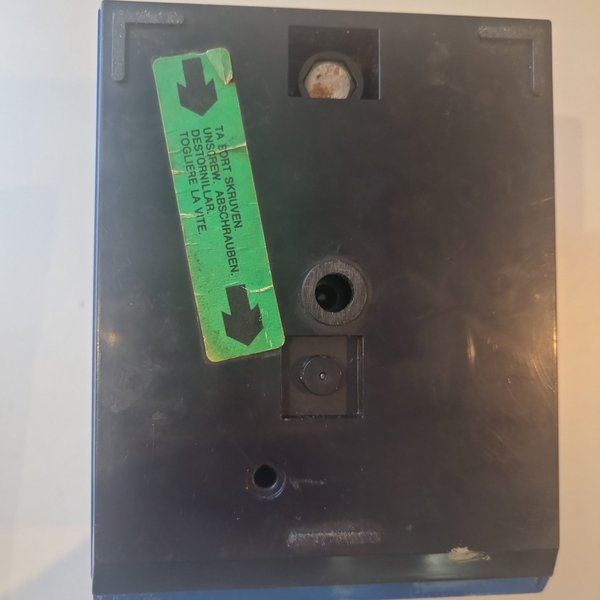 TA BORT SKRUVEN.
UNSCREW. ABSCHRAUBEN.
DESTORNILLAR.
TOGLIERE LA VITE.